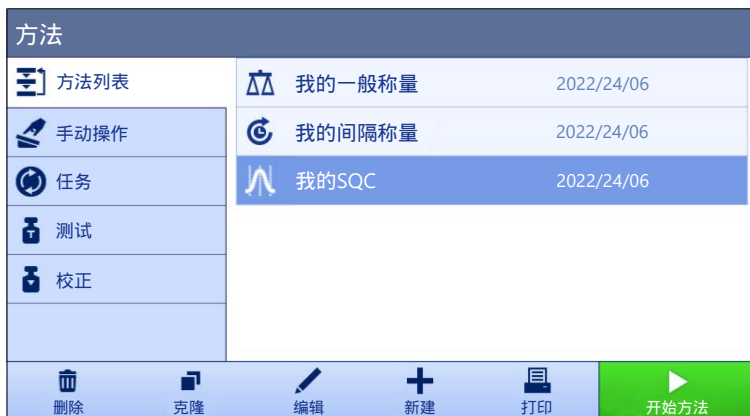 方法
方法列表
手动操作
任务
测试
校正
我的一般称量 2022/24/06
我的间隔称量 2022/24/06
我的SQC 2022/24/06
删除 克隆 编辑 新建 打印 开始方法